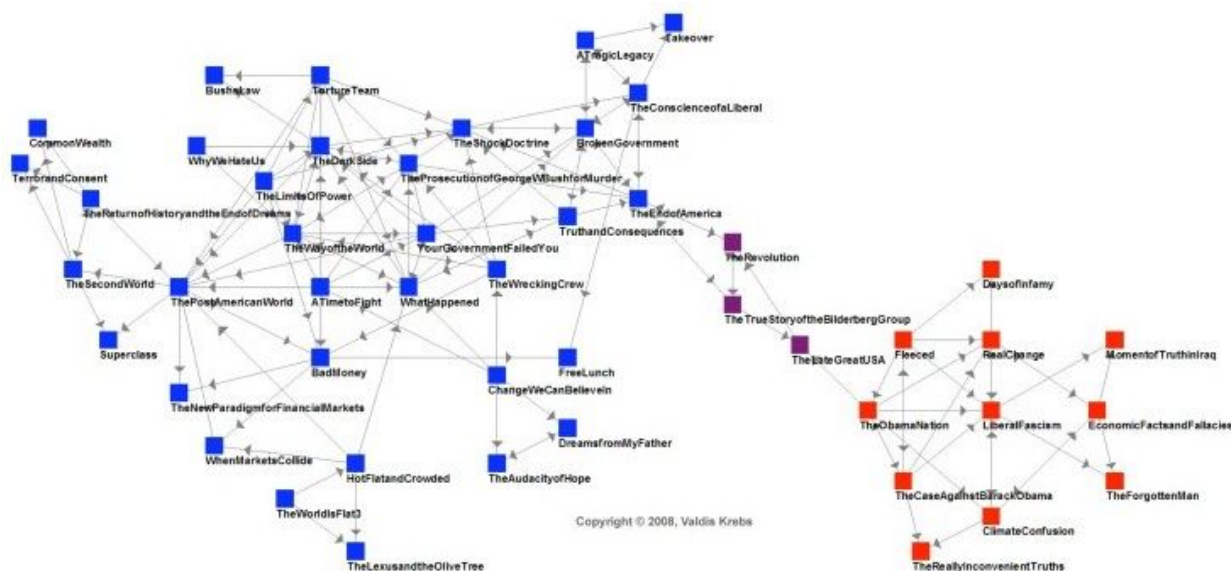 Takeover
ATragicLegacy
BushsLaw
TortureTeam
TheConscienceofaLiberal
CommonWealth
WhyWeHateUs
TheDarkSide
TheShockDoctrine
BrokenGovernment
TerrorandConsent
TheProsecutionofGeorgeWBushforMurder
TheLimitsOfPower
TheReturnofHistoryandtheEndofDreams
TheEndofAmerica
TruthandConsequences
TheWayoftheWorld
YourGovernmentFailedYou
TheRevolution
TheSecondWorld
ThePostAmericanWorld
ATimetoFight
WhatHappened
TheWreckingCrew
DaysofInfamy
TheTrueStoryoftheBilderbergGroup
Superclass
BadMoney
FreeLunch
TheLateGreatUSA
Fleeced
RealChange
MomentofTruthinIraq
ChangeWeCanBelieveIn
TheNewParadigmforFinancialMarkets
TheObamaNation
LiberalFascism
EconomicFactsandFallacies
DreamsfromMyFather
WhenMarketsCollide
HotFlatandCrowded
TheAudacityofHope
TheCaseAgainstBarackObama
TheForgottenMan
TheWorldIsFlat3
Copyright © 2008, Valdis Krebs
ClimateConfusion
TheLexusandtheOliveTree
TheReallyInconvenientTruths